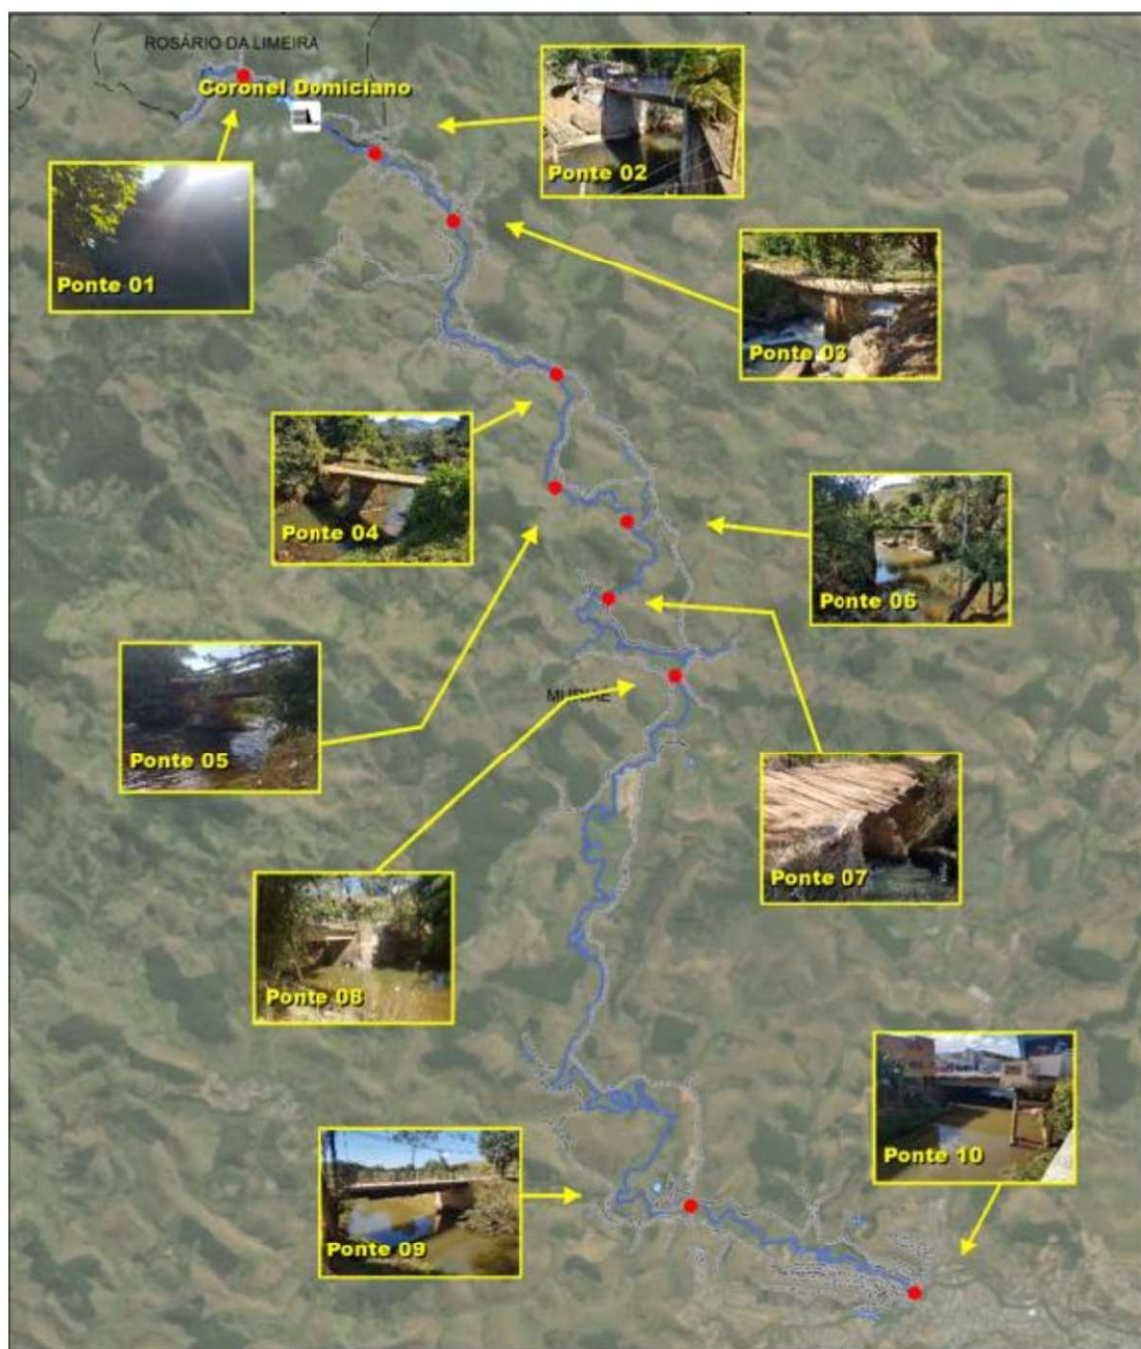 ROSÁRIO DA LIMEIRA
Coronel Domiciano
Ponte 02
Ponte 01
Ponte 03
Ponte 04
Ponte 06
Ponte 05
MURIAÉ
Ponte 07
Ponte 08
Ponte 10
Ponte 09